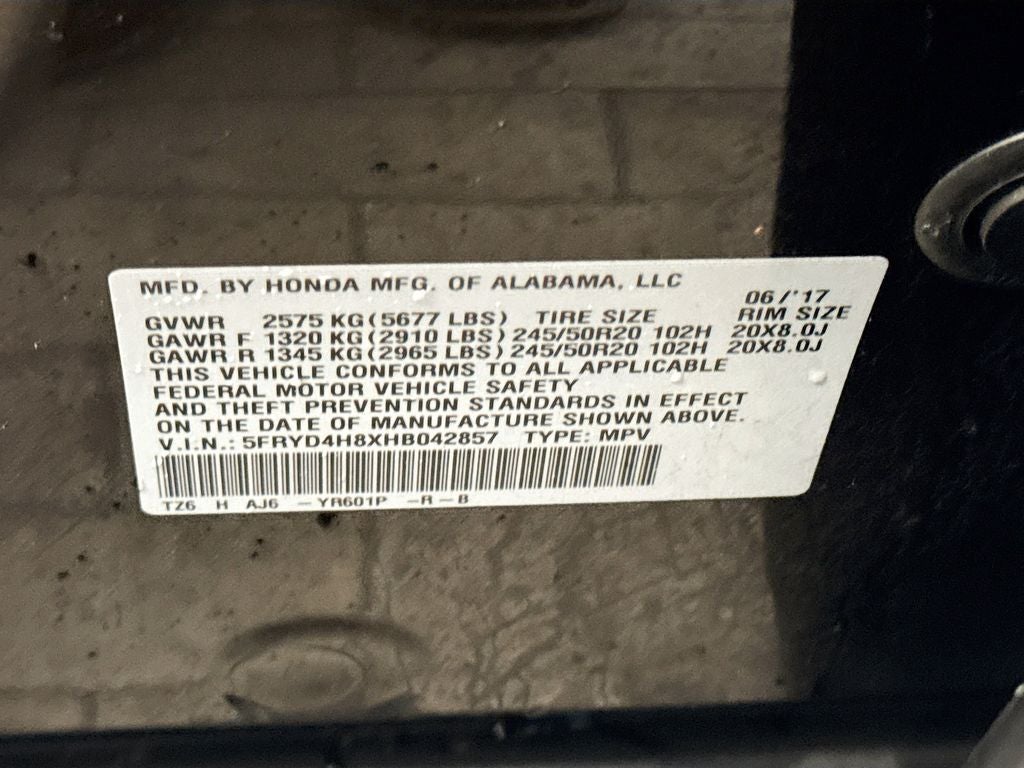 MFD. BY HONDA MFG. OF ALABAMA, LLC
06/'17
GVWR 2575 KG(5677 LBS) TIRE SIZE RIM SIZE
GAWR F 1320 KG(2910 LBS) 245/50R20 102H 20X8.0J
GAWR R 1345 KG(2965 LBS) 245/50R20 102H 20X8.0J
THIS VEHICLE CONFORMS TO ALL APPLICABLE
FEDERAL MOTOR VEHICLE SAFETY
AND THEFT PREVENTION STANDARDS IN EFFECT
ON THE DATE OF MANUFACTURE SHOWN ABOVE.
V.I.N.: 5FRYD4H8XHB042857 TYPE: MPV
TZ6 H AJ6 -YR601P -R-B